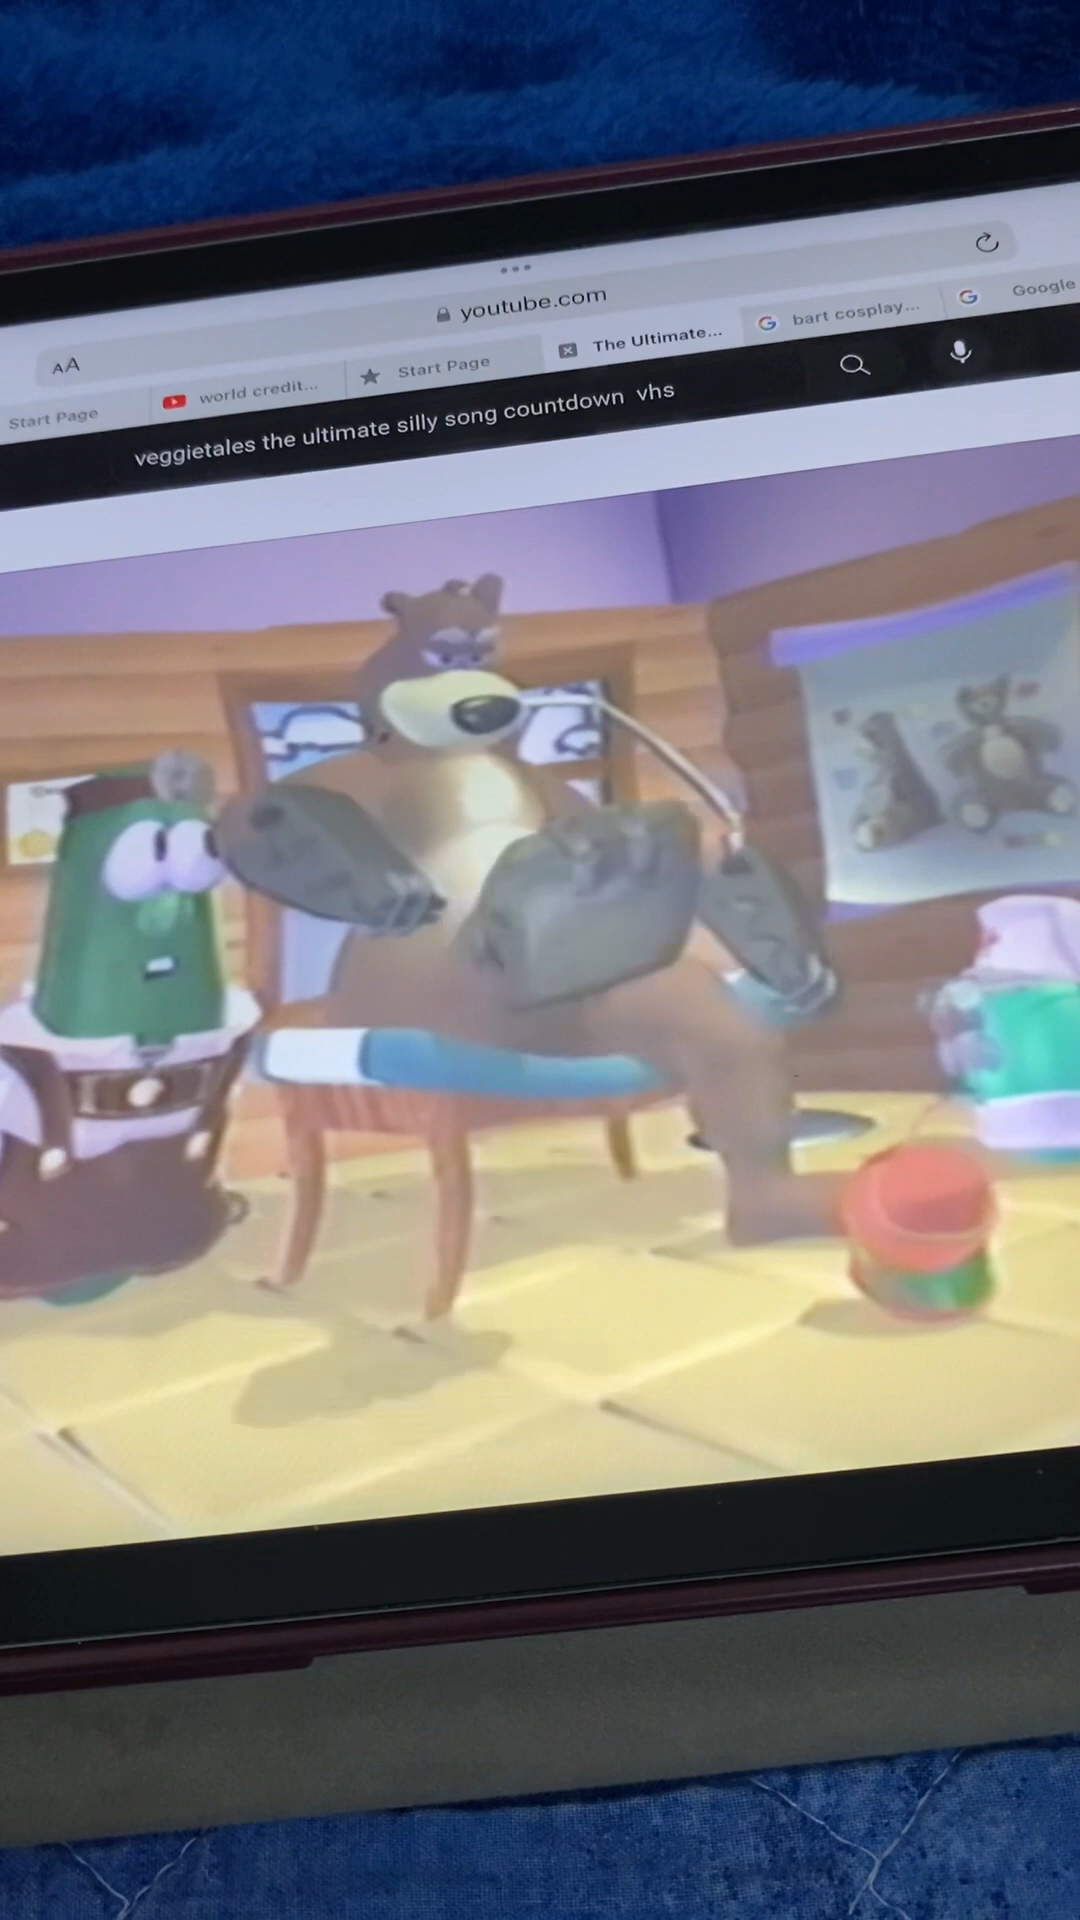 youtube.com
AA
Start Page
world credit...
Start Page
The Ultimate...
bart cosplay...
Google
veggietales the ultimate silly song countdown vhs